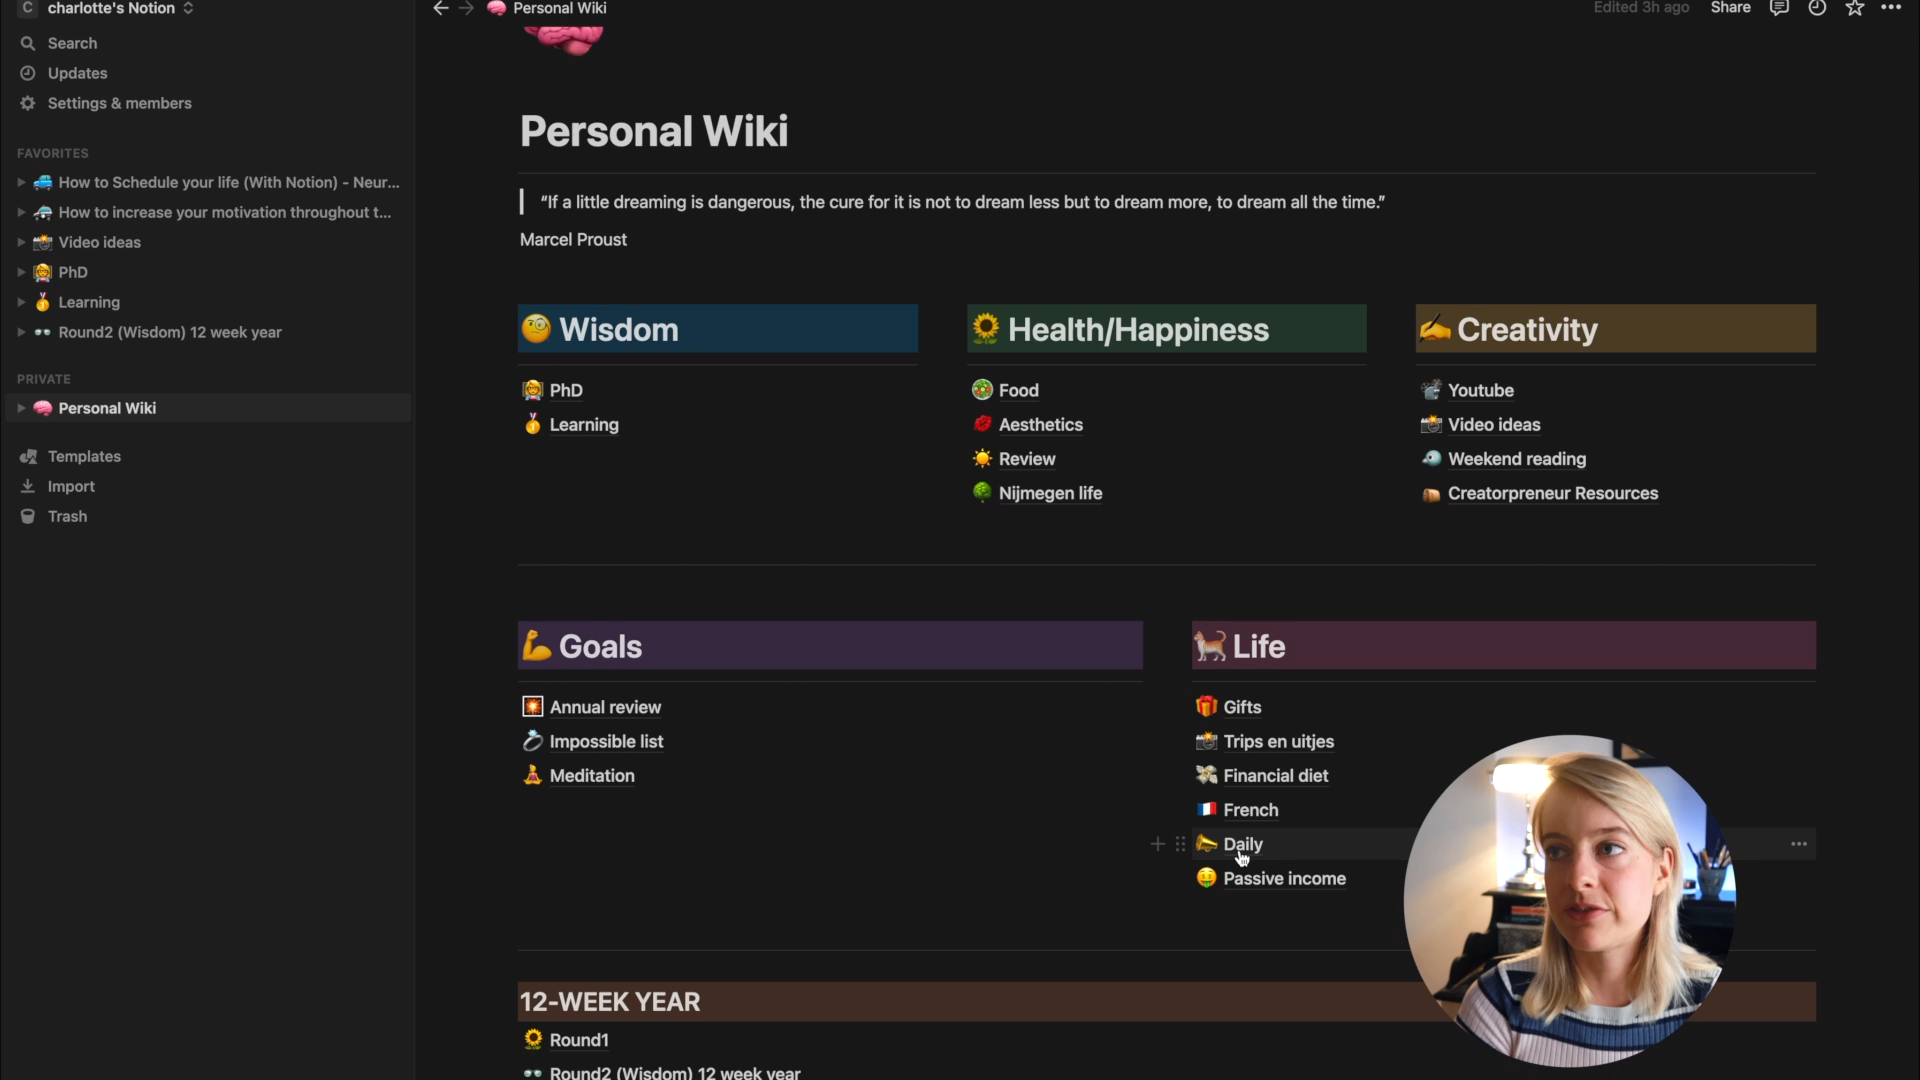 C charlotte's Notion
Search
Updates
Settings & members
FAVORITES
How to Schedule your life (With Notion) - Neur...
How to increase your motivation throughout t...
Video ideas
PhD
Learning
Round2 (Wisdom) 12 week year
PRIVATE
Personal Wiki
Templates
Import
Trash
Personal Wiki
Edited 3h ago
Share
Personal Wiki
“If a little dreaming is dangerous, the cure for it is not to dream less but to dream more, to dream all the time.”
Marcel Proust
Wisdom
PhD
Learning
Health/Happiness
Food
Aesthetics
Review
Nijmegen life
Creativity
Youtube
Video ideas
Weekend reading
Creatorpreneur Resources
Goals
Annual review
Impossible list
Meditation
Life
Gifts
Trips en uitjes
Financial diet
French
Daily
Passive income
12-WEEK YEAR
Round1
Round2 (Wisdom) 12 week year